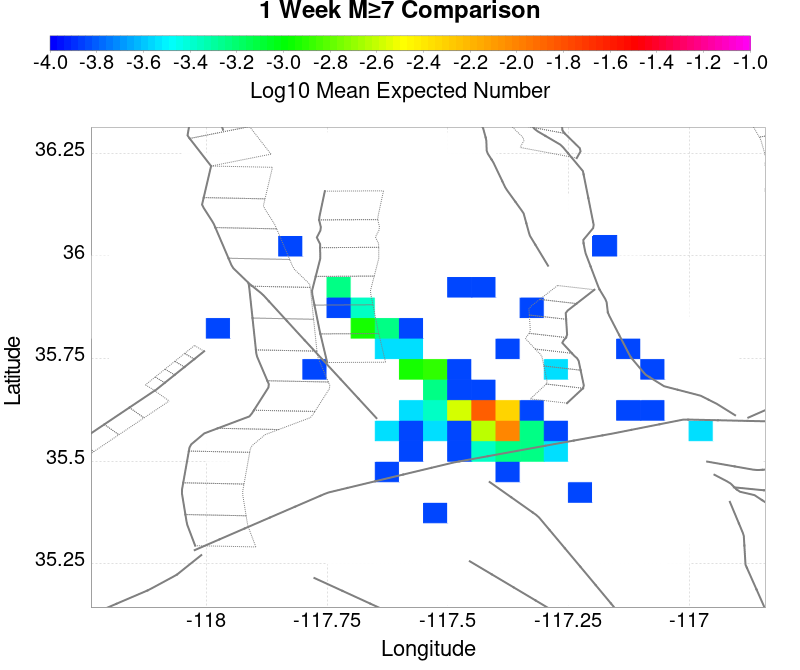 1 Week M≥7 Comparison
-4.0 -3.8 -3.6 -3.4 -3.2 -3.0 -2.8 -2.6 -2.4 -2.2 -2.0 -1.8 -1.6 -1.4 -1.2 -1.0
Log10 Mean Expected Number
36.25
36
35.75
35.5
35.25
Latitude
-118 -117.75 -117.5 -117.25 -117
Longitude